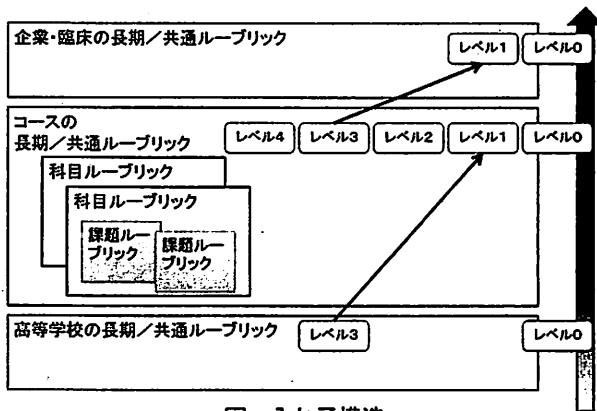 企業・臨床の長期／共通ルーブリック
レベル1
レベル0
コースの
長期／共通ルーブリック
レベル4
レベル3
レベル2
レベル1
レベル0
科目ルーブリック
科目ルーブリック
課題ルー
ブリック
課題ルー
ブリック
高等学校の長期／共通ルーブリック
レベル3
レベル0